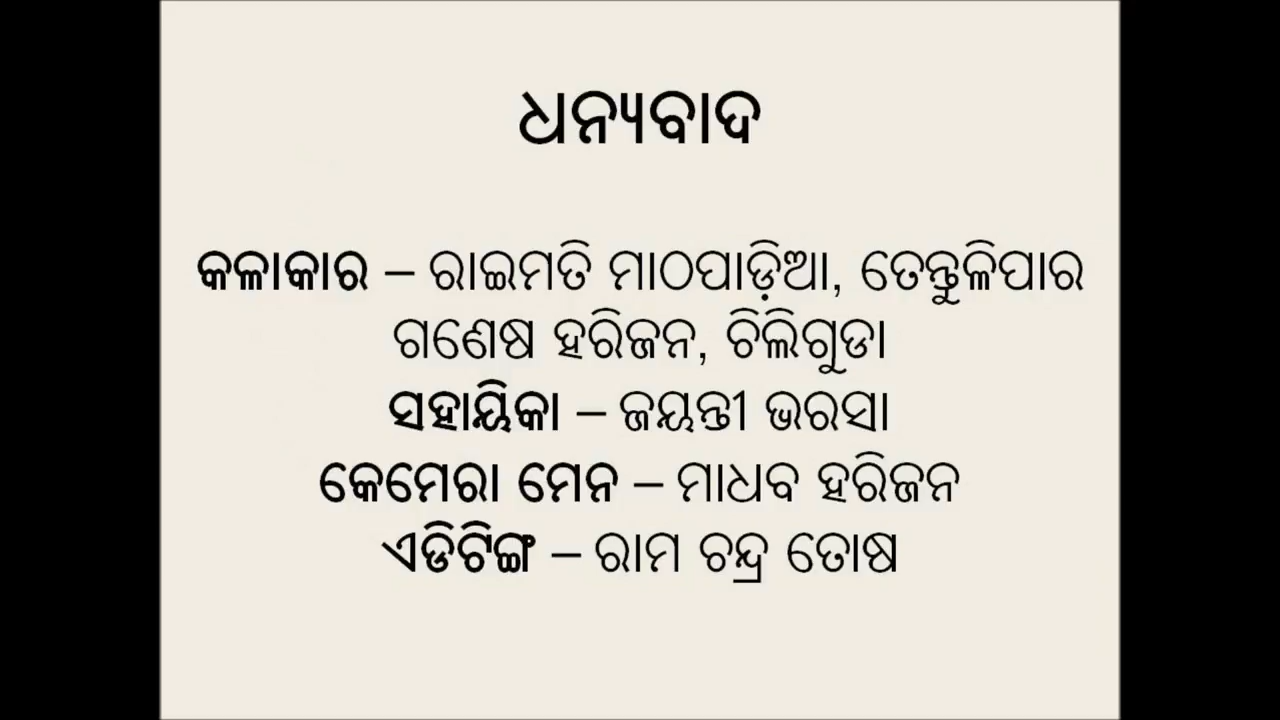 ଧନ୍ୟବାଦ
କଳାକାର – ରାଇମତି ମାଠପାଡ଼ିଆ, ତେନ୍ତୁଳିପାର
ଗଣେଷ ହରିଜନ, ଚିଲିଗୁଡା
ସହାୟିକା – ଜୟନ୍ତୀ ଭରସା
କେମେରା ମେନ – ମାଧବ ହରିଜନ
ଏଡିଟିଙ୍ଗ – ରାମ ଚନ୍ଦ୍ର ତୋଷ